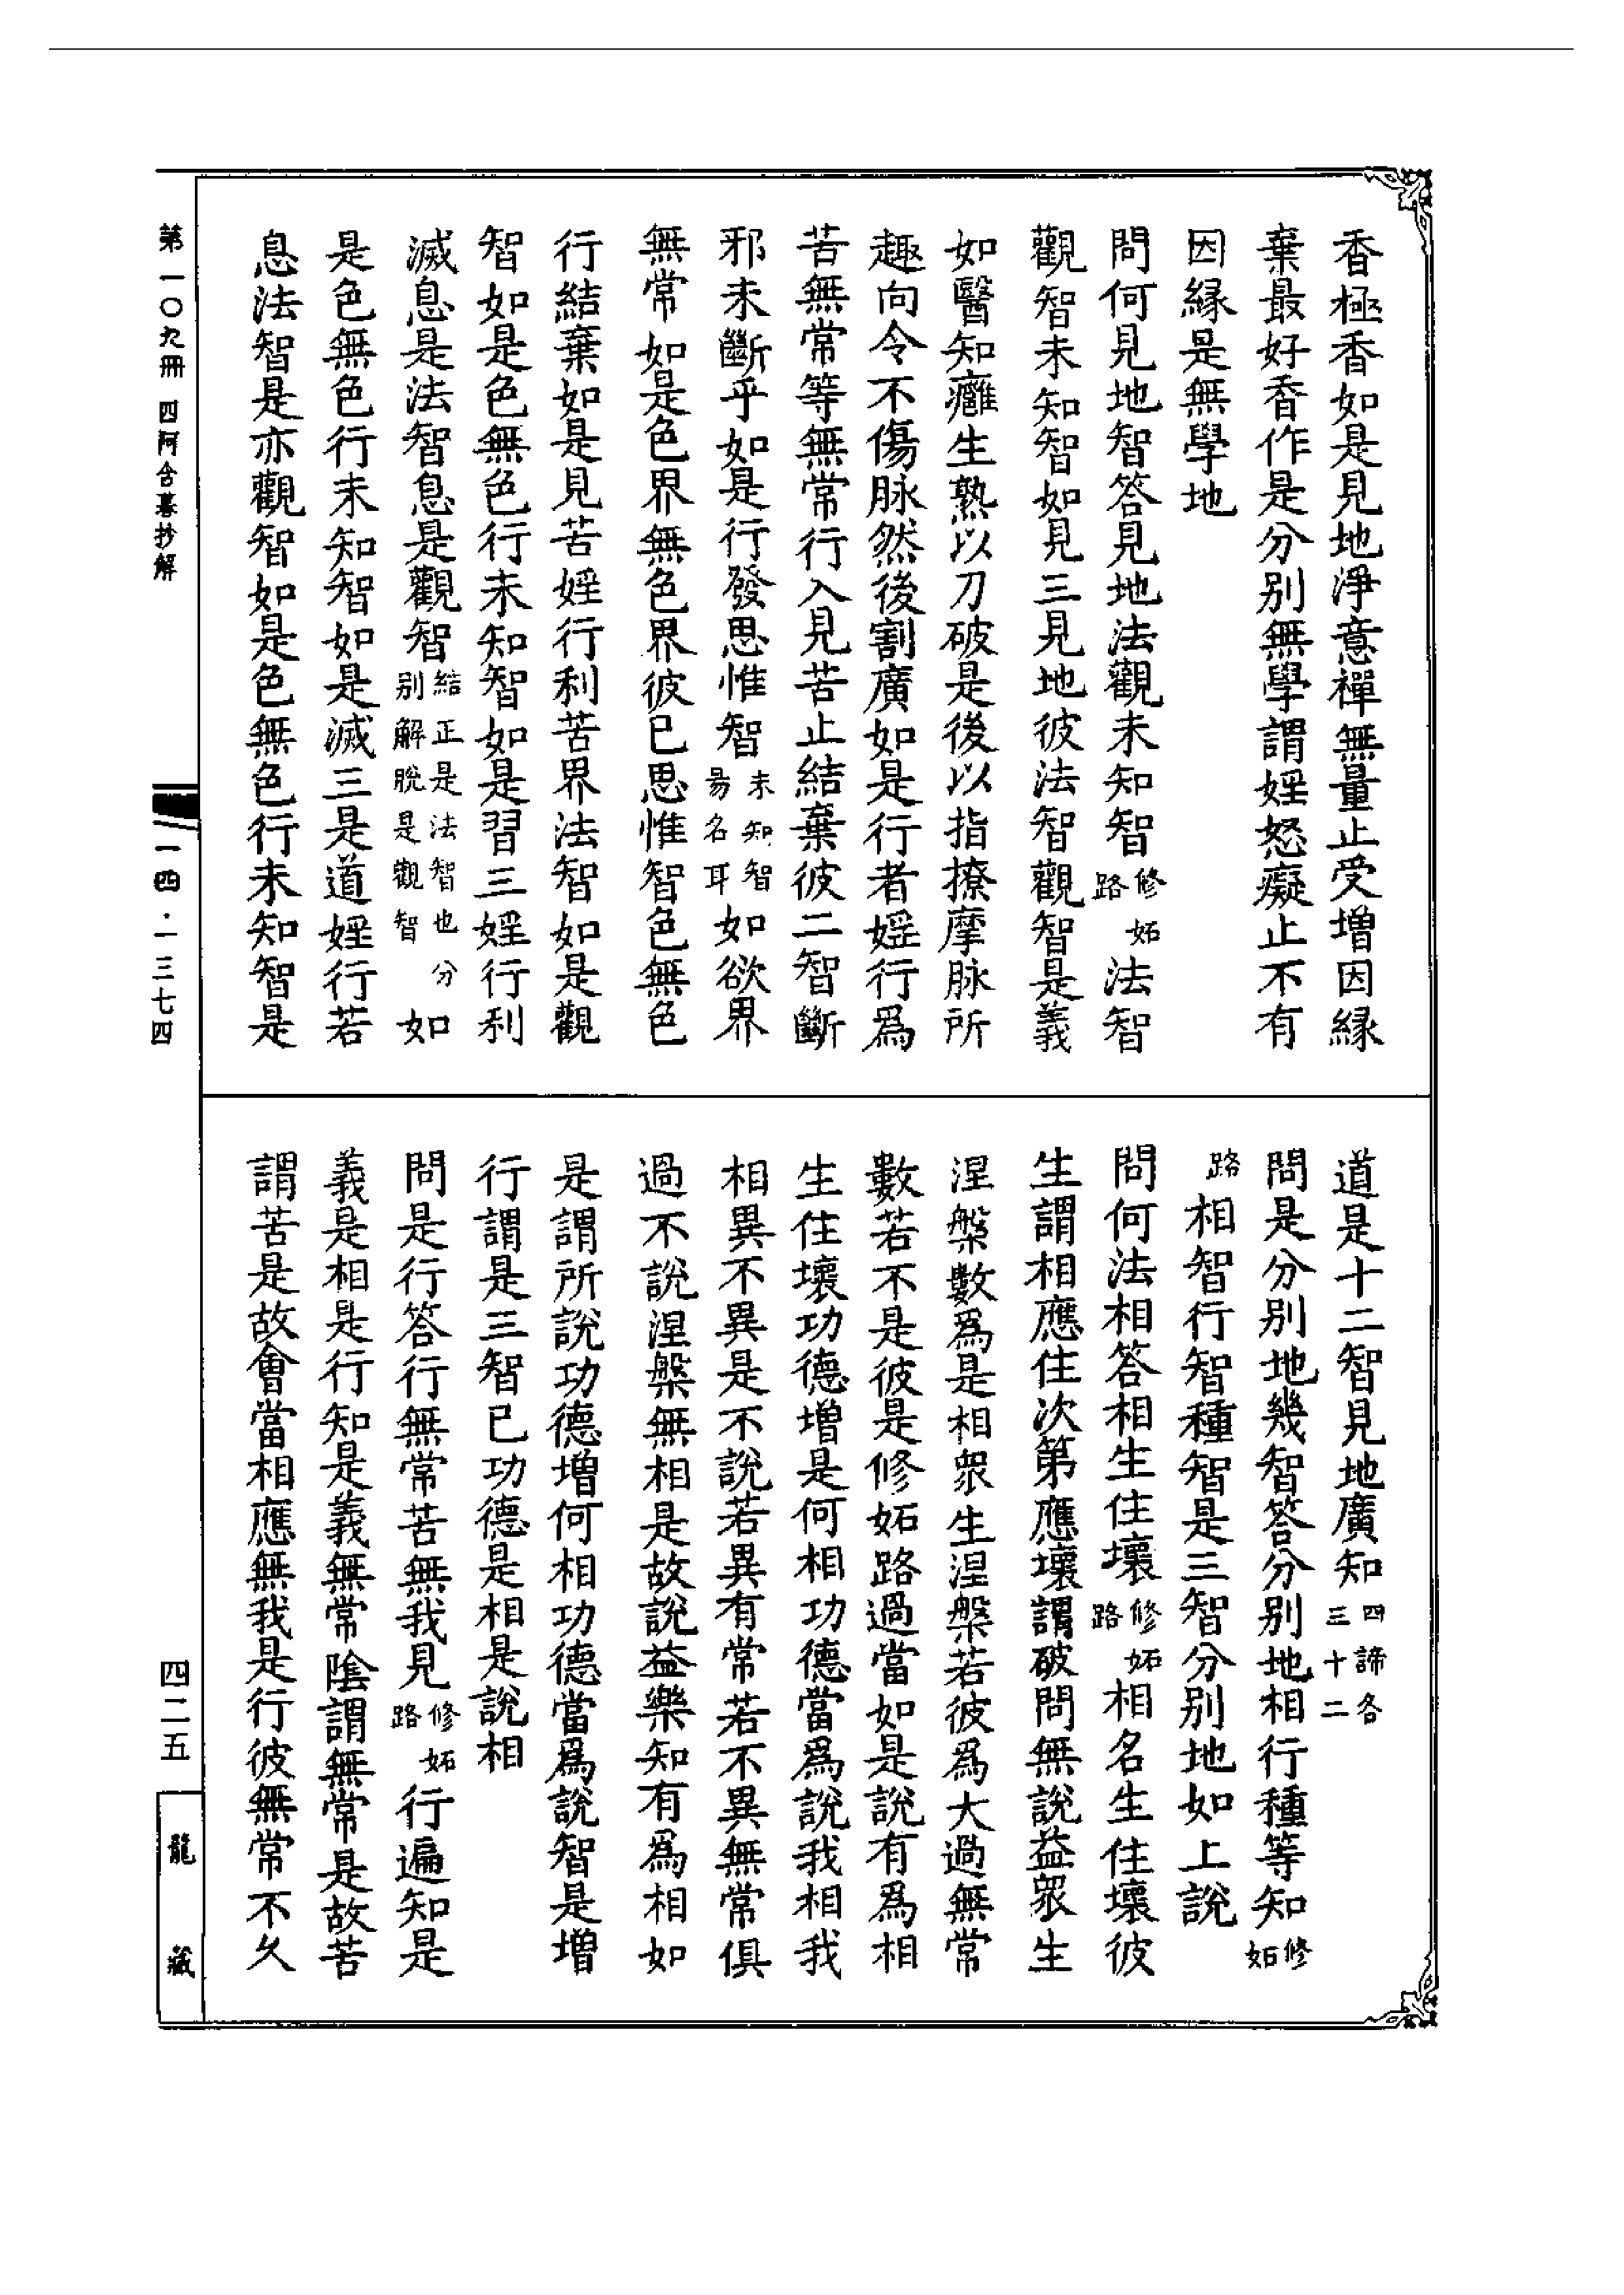 香極香如是見地淨意禪無量止受增因緣
棄最好香作是分別無學謂婬怒癡止不有
因緣是無學地
問何見地智答見地法觀未知智修妬路法智
觀智未知智如見三見地彼法智觀智是義
如醫知癰生熟以刀破是後以指撩摩脉所
趣向令不傷脉然後割廣如是行者婬行爲
苦無常等無常行入見苦止結棄彼二智斷
邪未斷乎如是行發思惟智未知智易名耳如欲界
無常如是色界無色界彼已思惟智色無色
行結棄如是見苦婬行利苦界法智如是觀
智如是色無色行未知智如是習三婬行利
滅息是法智息是觀智結正是法智也分別解脫是觀智如
是色無色行未知智如是滅三是道婬行若
息法智是亦觀智如是色無色行未知智是
道是十二智見地廣知四諦各三十二
問是分別地幾智答分別地相行種等知修妬
路相智行智種智是三智分別地如上說
問何法相答相生住壞修妬路相名生住壞彼
生謂相應住次第應壞謂破問無說益衆生
涅槃數爲是相衆生涅槃若彼爲大過無常
數若不是彼是修妬路過當如是說有爲相
生住壞功德增是何相功德當爲說我相我
相異不異是不說若異有常若不異無常俱
過不說涅槃無相是故說益樂知有爲相如
是謂所說功德增何相功德當爲說智是增
行謂是三智已功德是相是說相
問是行答行無常苦無我見修妬路行遍知是
義是相是行知是義無常陰謂無常是故苦
謂苦是故會當相應無我是行彼無常不久
第一〇九冊 四阿含暮抄解
一四·一三七四
四二五
龍藏